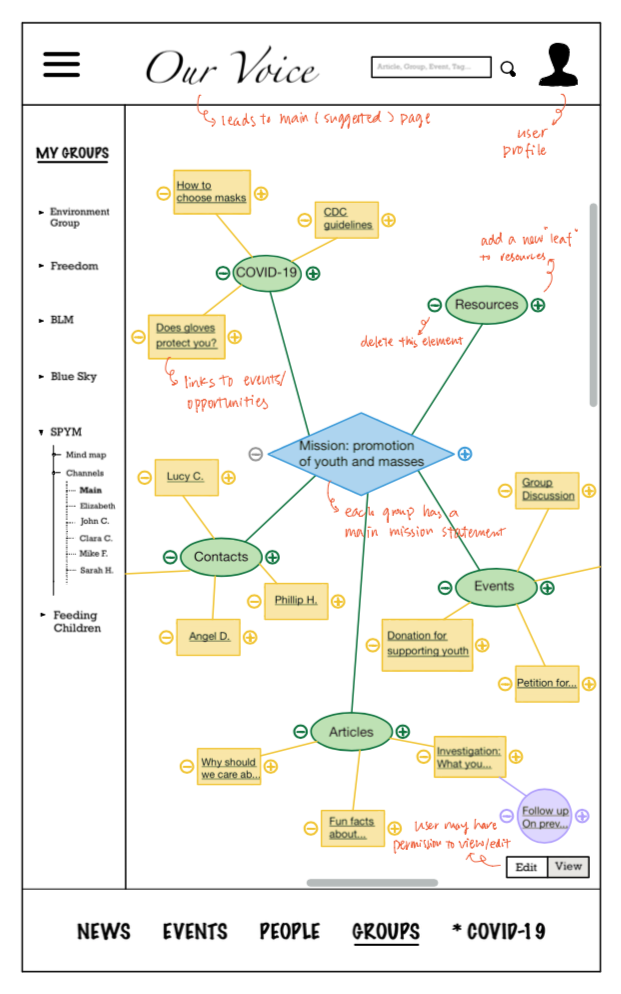 Our Voice
Article, Group, Event, Tag...
leads to main (suggested) page
user
profile
MY GROUPS
Environment
Group
Freedom
BLM
Blue Sky
SPYM
Mind map
Channels
Main
Elizabeth
John C.
Clara C.
Mike F.
Sarah H.
Feeding
Children
How to
choose masks
CDC
guidelines
COVID-19
Does gloves
protect you?
links to events/
opportunities
add a new "leaf"
to resources
Resources
delete this element
Mission: promotion
of youth and masses
each group has a
main mission statement
Lucy C.
Contacts
Phillip H.
Angel D.
Group
Discussion
Events
Donation for
supporting youth
Petition for...
Articles
Why should
we care ab...
Investigation:
What you...
Fun facts
about...
Follow up
On prev...
user may have
permission to view/edit
Edit
View
NEWS
EVENTS
PEOPLE
GROUPS
* COVID-19